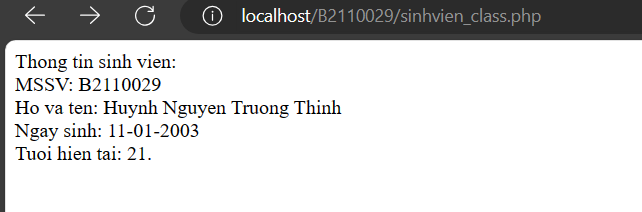 localhost/B2110029/sinhvien_class.php
Thong tin sinh vien:
MSSV: B2110029
Ho va ten: Huynh Nguyen Truong Thinh
Ngay sinh: 11-01-2003
Tuoi hien tai: 21.